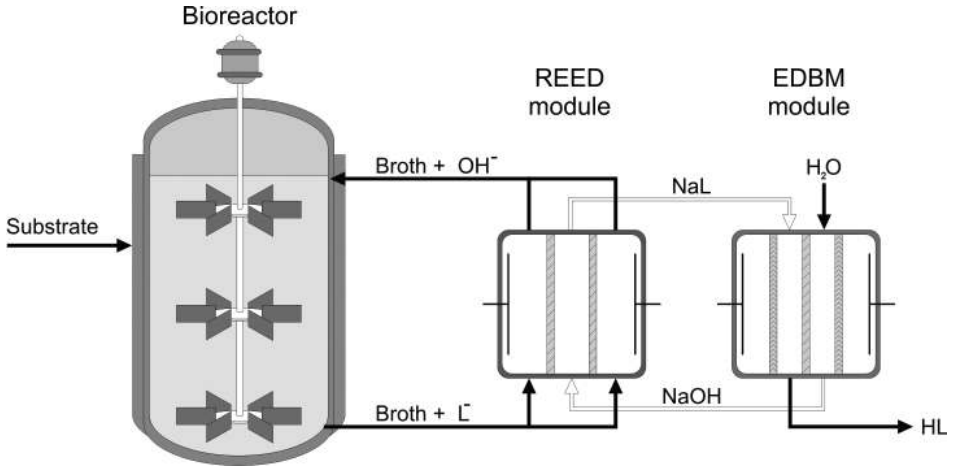 Bioreactor
REED
module
EDBM
module
Broth + OH⁻
NaL
H₂O
Substrate
NaOH
Broth + L⁻
HL